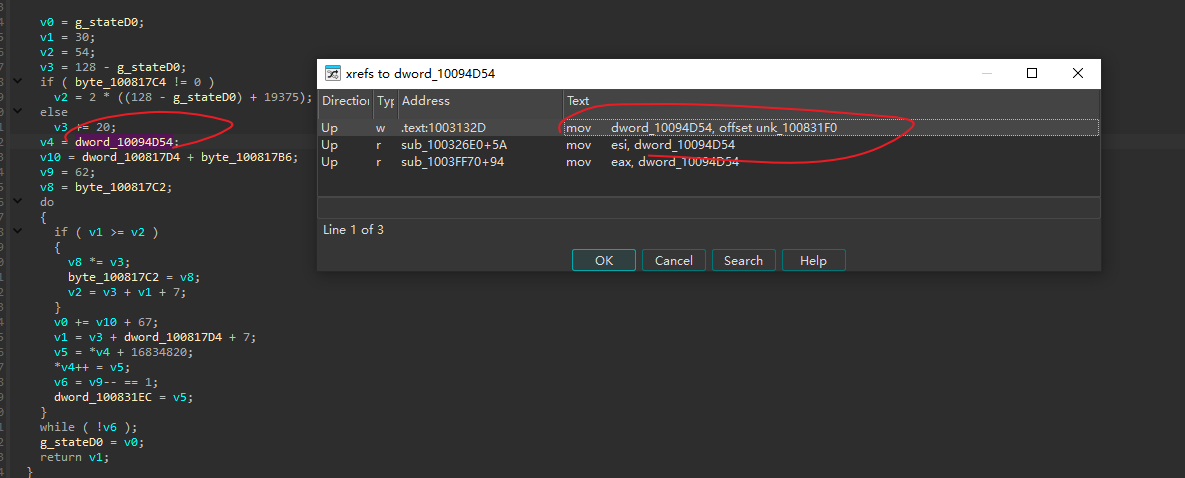 v0 = g_stateD0;
v1 = 30;
v2 = 54;
v3 = 128 - g_stateD0;
if ( byte_100817C4 != 0 )
v2 = 2 * ((128 - g_stateD0) + 19375);
else
v3 += 20;
v4 = dword_10094D54;
v10 = dword_100817D4 + byte_100817B6;
v9 = 62;
v8 = byte_100817C2;
do
{
if ( v1 >= v2 )
{
v8 *= v3;
byte_100817C2 = v8;
v2 = v3 + v1 + 7;
}
v0 += v10 + 67;
v1 = v3 + dword_100817D4 + 7;
v5 = *v4 + 16834820;
*v4++ = v5;
v6 = v9-- == 1;
dword_100831EC = v5;
}
while ( !v6 );
g_stateD0 = v0;
return v1;
}
xrefs to dword_10094D54
Direction Typ Address Text
Up w .text:1003132D mov dword_10094D54, offset unk_100831F0
Up r sub_100326E0+5A mov esi, dword_10094D54
Up r sub_1003FF70+94 mov eax, dword_10094D54
Line 1 of 3
OK Cancel Search Help